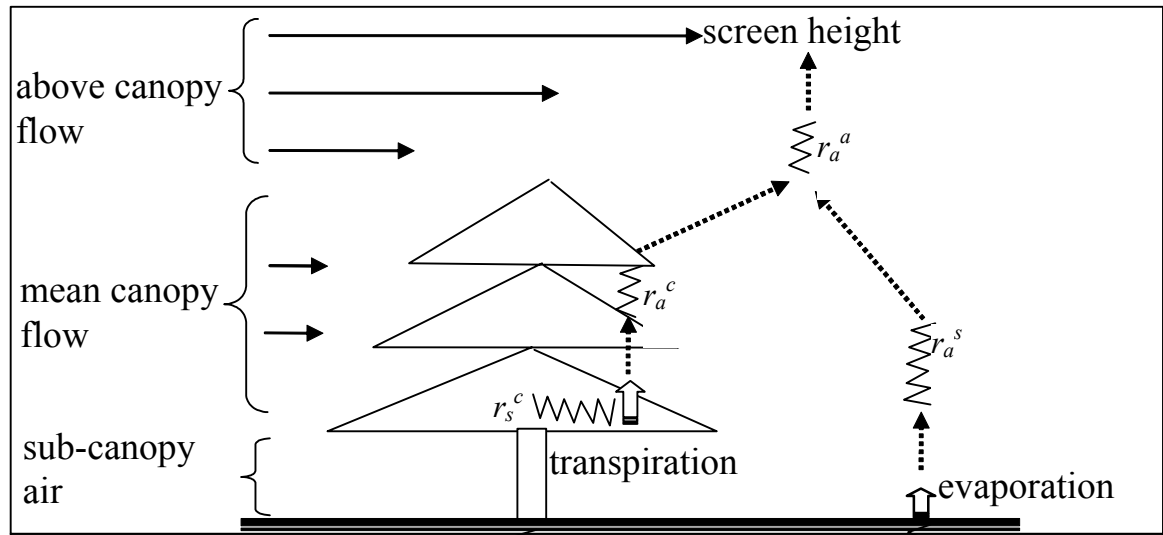 screen height
above canopy
flow
r_a^a
mean canopy
flow
r_a^c
r_a^s
r_s^c
sub-canopy
air
transpiration
evaporation